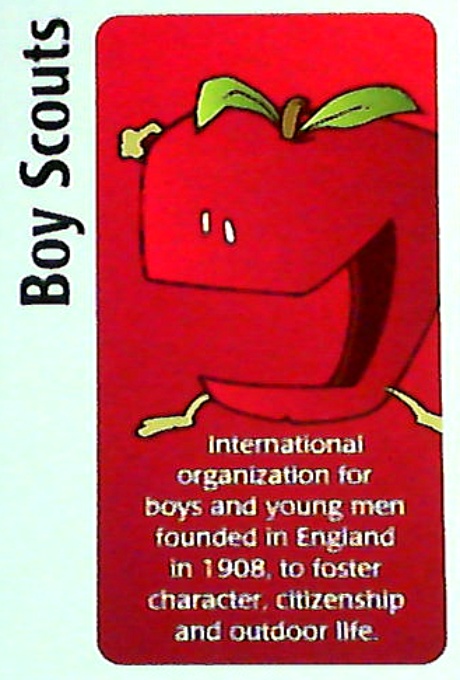 Boy Scouts
International
organization for
boys and young men
founded in England
in 1908, to foster
character, citizenship
and outdoor life.